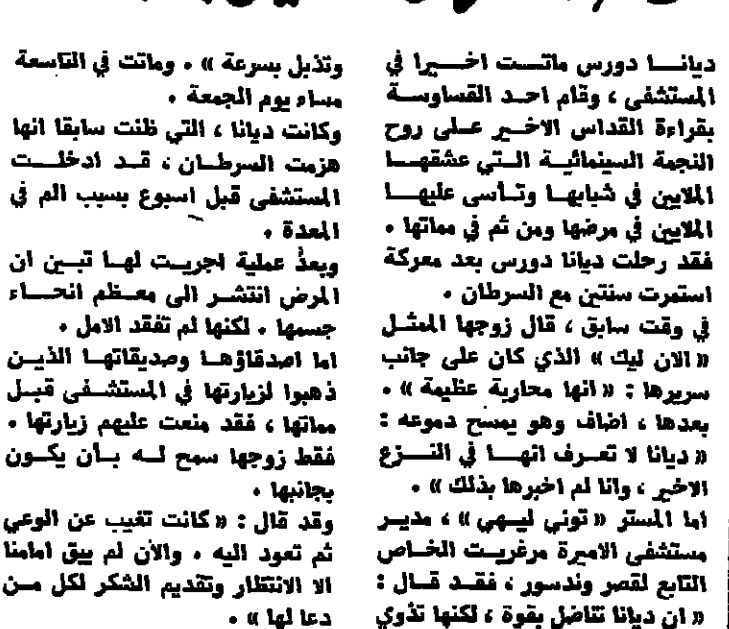 ديانا دورس ماتت اخيرا في
المستشفى ، وقام احد القساوسة
بقراءة القداس الاخير على روح
النجمة السينمائية التي عشقها
الملايين في شبابها وتأسى عليها
الملايين في مرضها ومن ثم في مماتها .
فقد رحلت ديانا دورس بعد معركة
استمرت سنتين مع السرطان .
في وقت سابق ، قال زوجها الممثل
« الان ليك » الذي كان على جانب
سريرها : « انها محاربة عظيمة » .
بعدها ، اضاف وهو يمسح دموعه :
« ديانا لا تعرف انها في النزع
الاخير ، وانا لم اخبرها بذلك » .
اما المستر « توني ليهي » ، مدير
مستشفى الاميرة مرغريت الخاص
التابع لقصر وندسور ، فقد قال :
« ان ديانا تناضل بقوة ، لكنها تذوي
وتذبل بسرعة » . وماتت في التاسعة
مساء يوم الجمعة .
وكانت ديانا ، التي ظنت سابقا انها
هزمت السرطان ، قد ادخلت
المستشفى قبل اسبوع بسبب الم في
المعدة .
وبعد عملية اجريت لها تبين ان
المرض انتشر الى معظم انحاء
جسمها . لكنها لم تفقد الامل .
اما اصدقاؤها وصديقاتها الذين
ذهبوا لزيارتها في المستشفى قبل
مماتها ، فقد منعت عليهم زيارتها .
فقط زوجها سمح له بأن يكون
بجانبها .
وقد قال : « كانت تغيب عن الوعي
ثم تعود اليه . والان لم يبق امامنا
الا الانتظار وتقديم الشكر لكل من
دعا لها » .